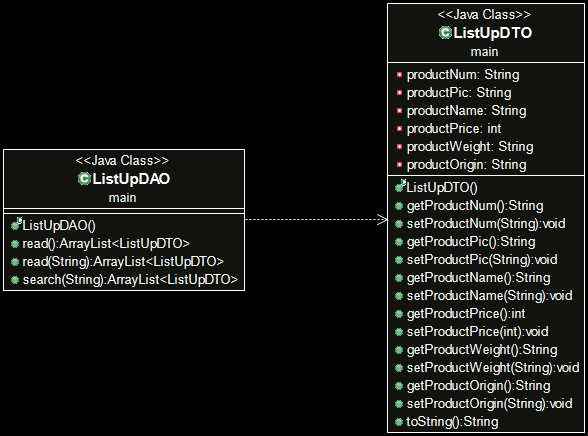 <<Java Class>>
ListUpDAO
main
ListUpDAO()
read():ArrayList<ListUpDTO>
read(String):ArrayList<ListUpDTO>
search(String):ArrayList<ListUpDTO>
<<Java Class>>
ListUpDTO
main
productNum: String
productPic: String
productName: String
productPrice: int
productWeight: String
productOrigin: String
ListUpDTO()
getProductNum():String
setProductNum(String):void
getProductPic():String
setProductPic(String):void
getProductName():String
setProductName(String):void
getProductPrice():int
setProductPrice(int):void
getProductWeight():String
setProductWeight(String):void
getProductOrigin():String
setProductOrigin(String):void
toString():String